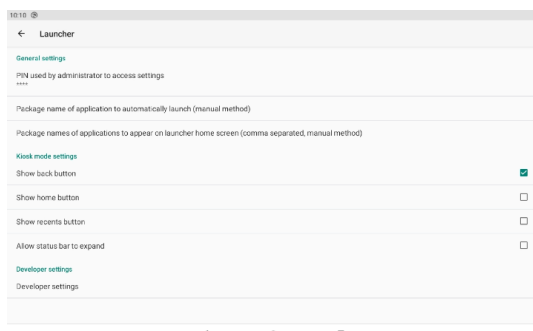 10:10
Launcher
General settings
PIN used by administrator to access settings
****
Package name of application to automatically launch (manual method)
Package names of applications to appear on launcher home screen (comma separated, manual method)
Kiosk mode settings
Show back button
Show home button
Show recents button
Allow status bar to expand
Developer settings
Developer settings